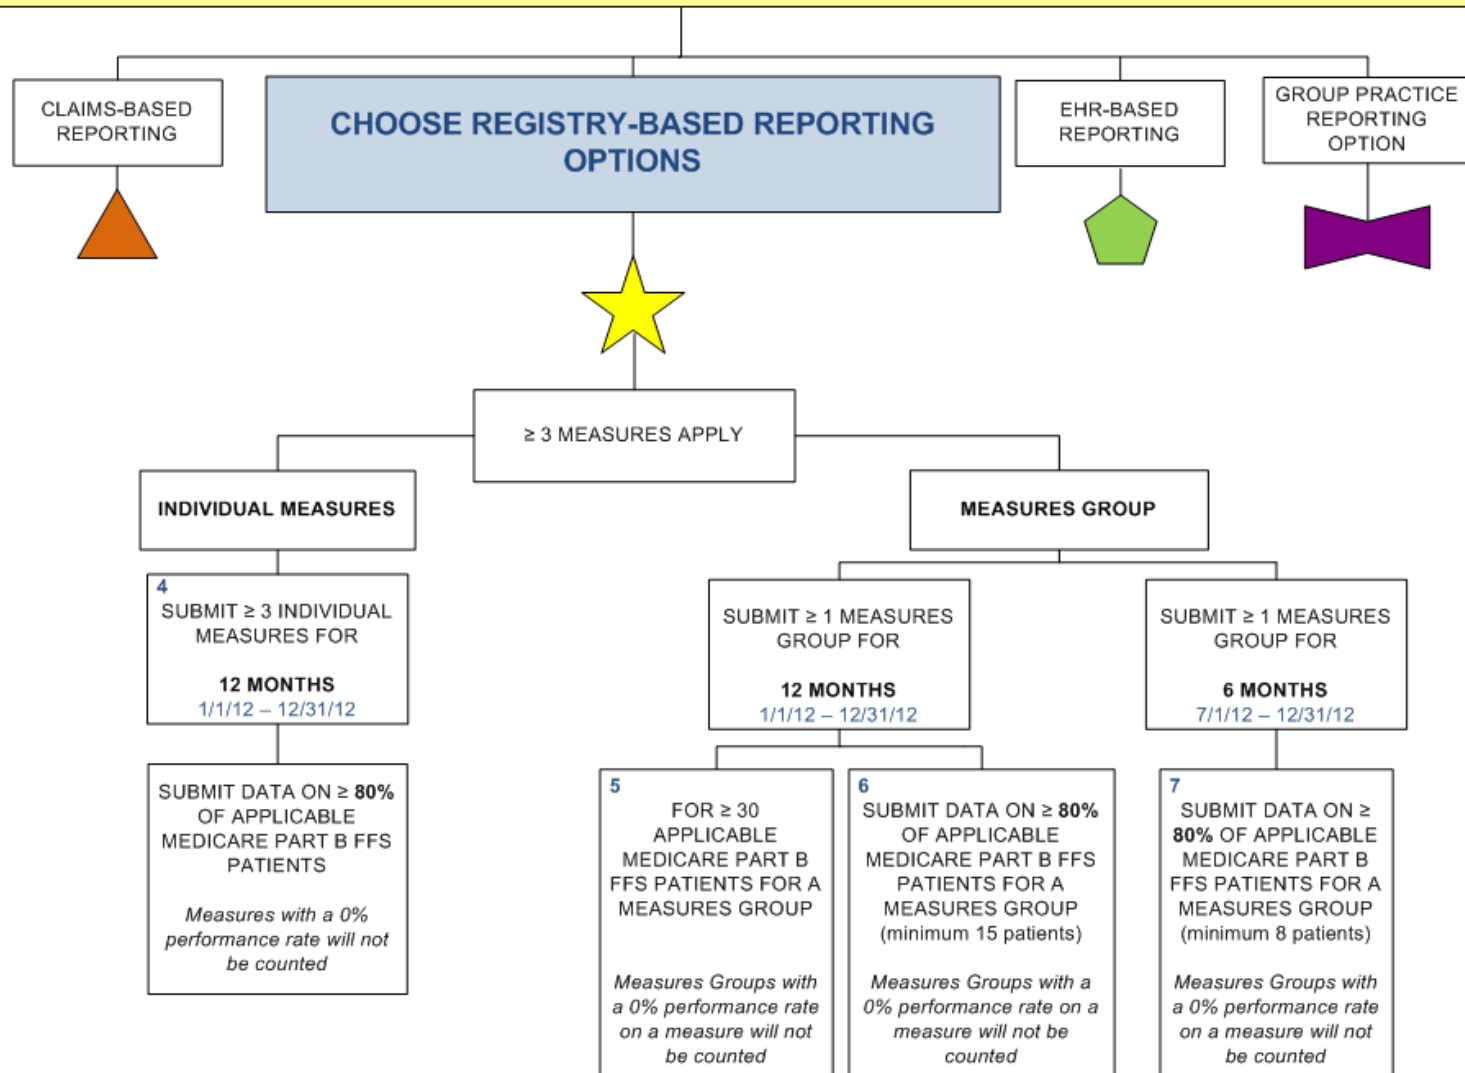 CLAIMS-BASED
REPORTING
CHOOSE REGISTRY-BASED REPORTING
OPTIONS
EHR-BASED
REPORTING
GROUP PRACTICE
REPORTING
OPTION
≥ 3 MEASURES APPLY
INDIVIDUAL MEASURES
MEASURES GROUP
4
SUBMIT ≥ 3 INDIVIDUAL
MEASURES FOR
12 MONTHS
1/1/12 – 12/31/12
SUBMIT ≥ 1 MEASURES
GROUP FOR
12 MONTHS
1/1/12 – 12/31/12
SUBMIT ≥ 1 MEASURES
GROUP FOR
6 MONTHS
7/1/12 – 12/31/12
SUBMIT DATA ON ≥ 80%
OF APPLICABLE
MEDICARE PART B FFS
PATIENTS
Measures with a 0%
performance rate will not
be counted
5
FOR ≥ 30
APPLICABLE
MEDICARE PART B
FFS PATIENTS FOR A
MEASURES GROUP
Measures Groups with
a 0% performance rate
on a measure will not
be counted
6
SUBMIT DATA ON ≥ 80%
OF APPLICABLE
MEDICARE PART B FFS
PATIENTS FOR A
MEASURES GROUP
(minimum 15 patients)
Measures Groups with a
0% performance rate on a
measure will not be
counted
7
SUBMIT DATA ON ≥
80% OF APPLICABLE
MEDICARE PART B
FFS PATIENTS FOR A
MEASURES GROUP
(minimum 8 patients)
Measures Groups with
a 0% performance rate
on a measure will not
be counted